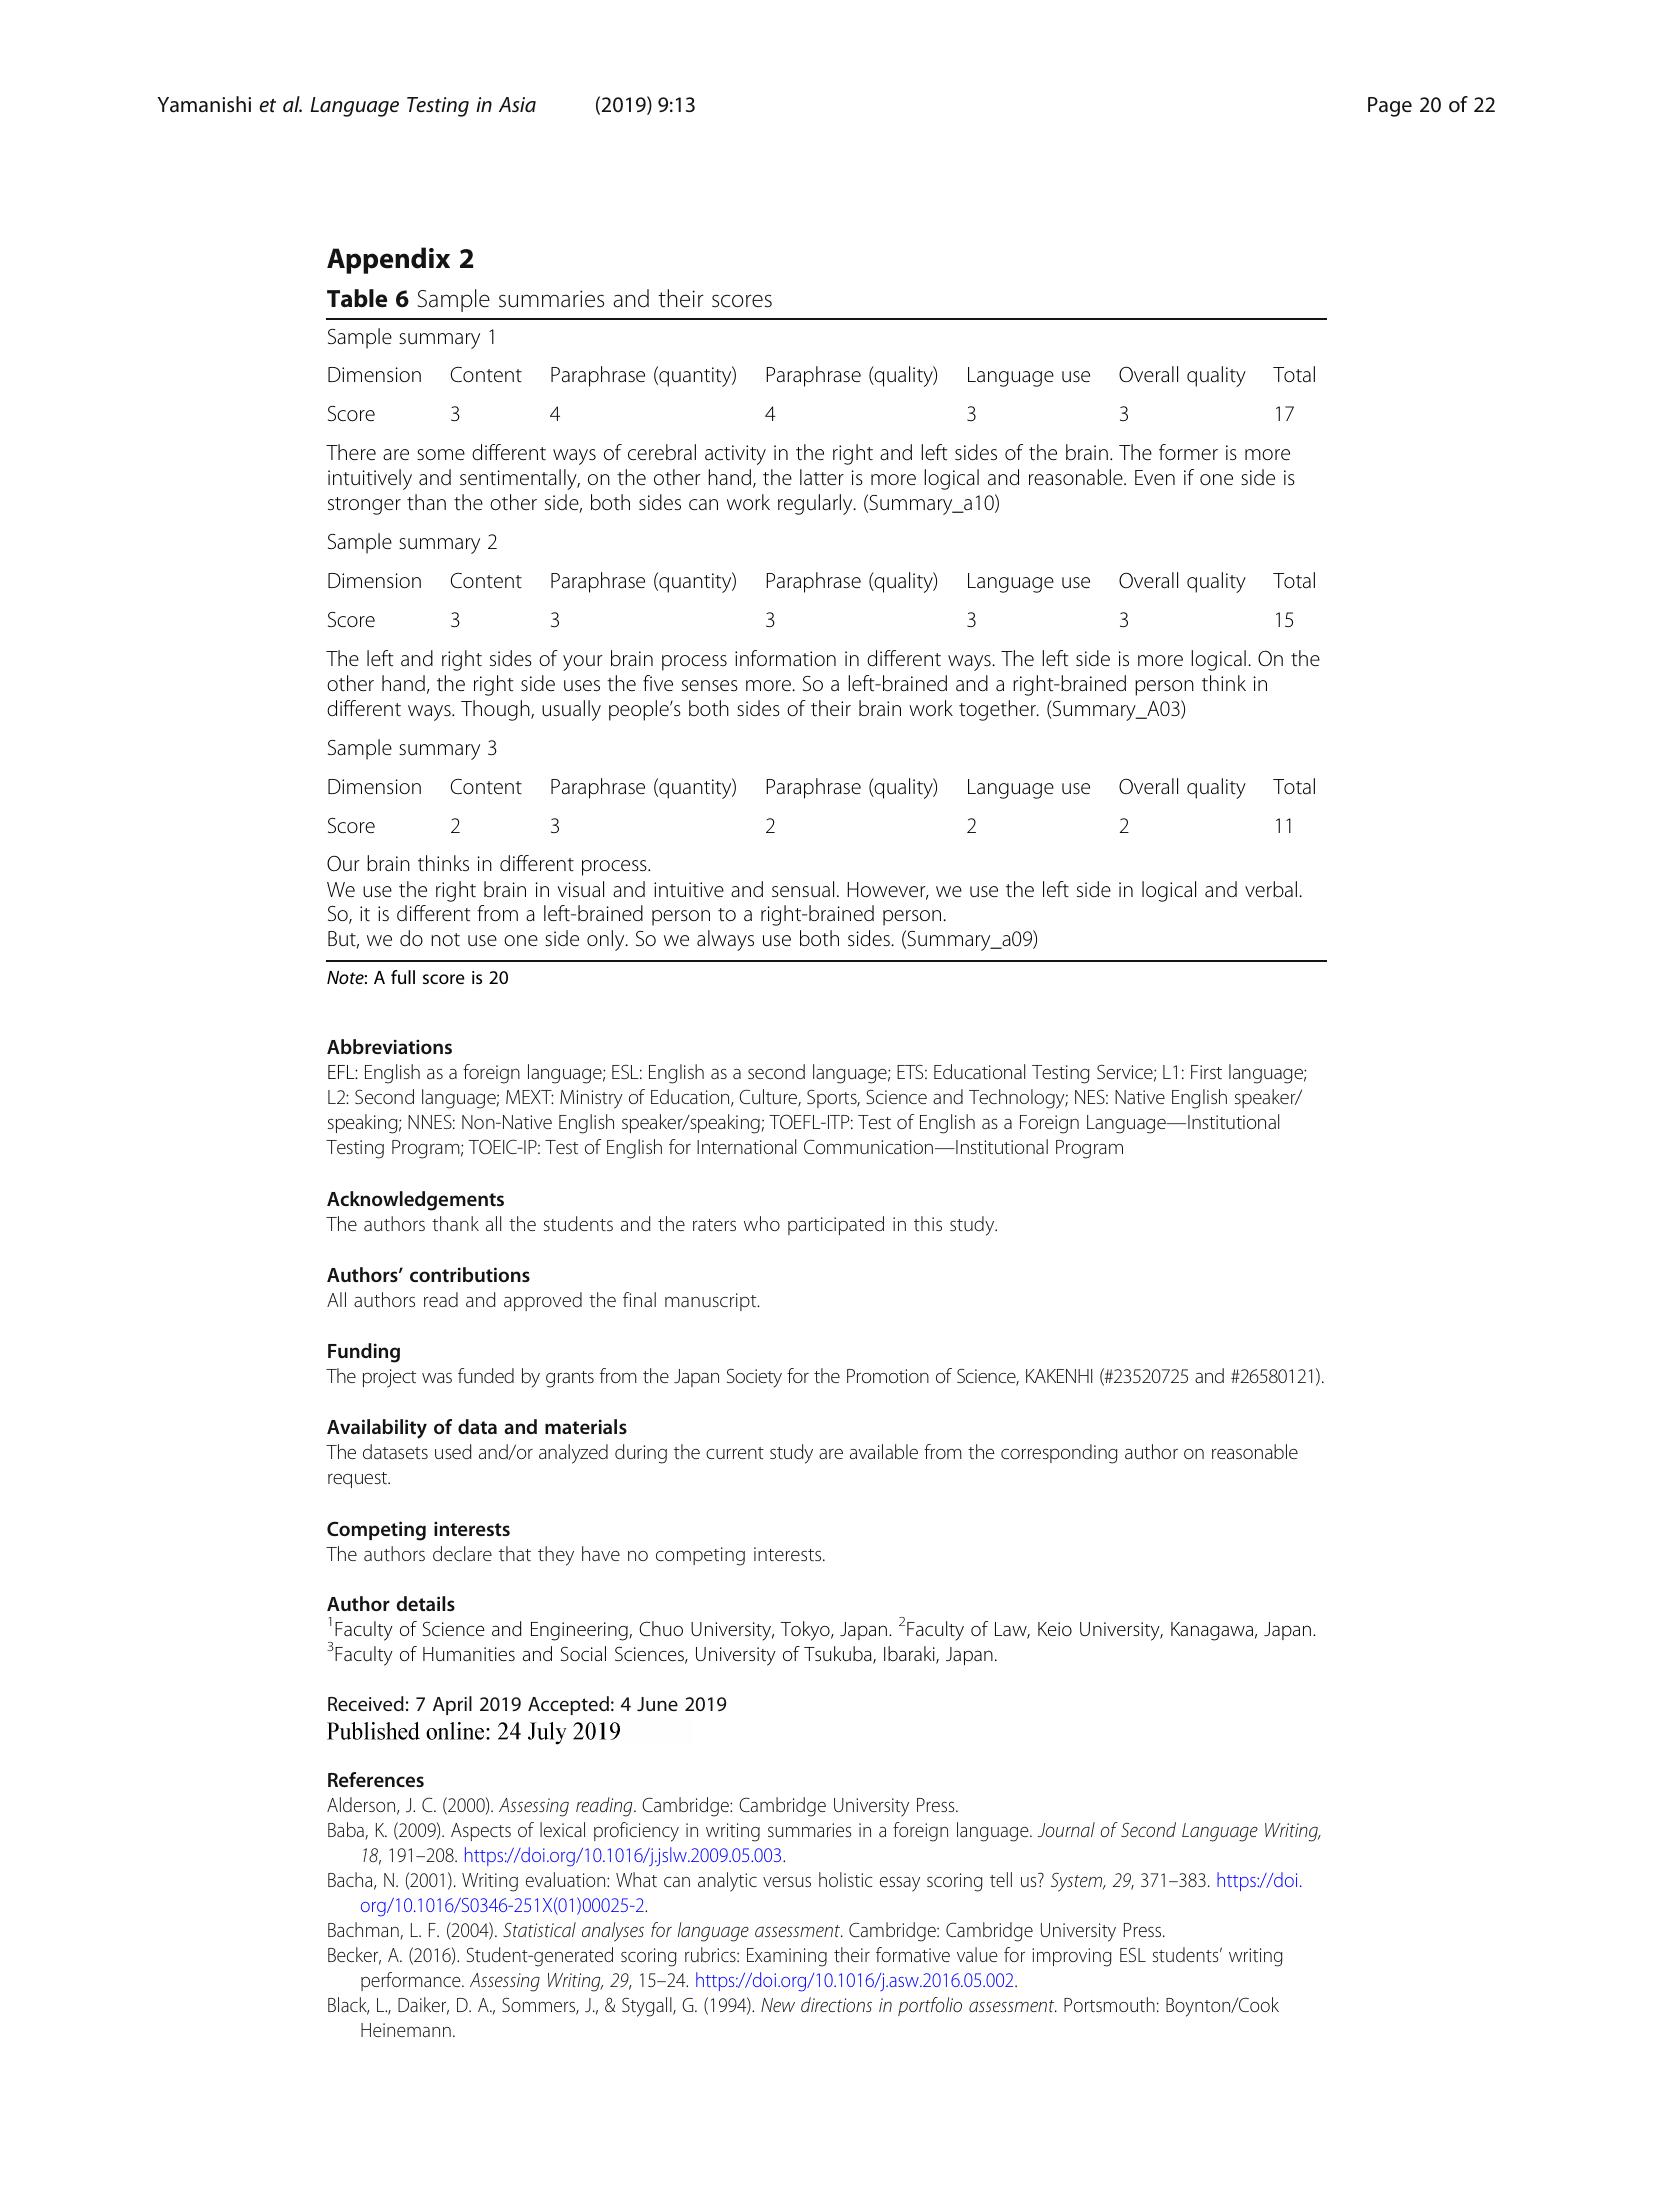 Yamanishi et al. Language Testing in Asia (2019) 9:13 Page 20 of 22
Appendix 2
Table 6 Sample summaries and their scores
Sample summary 1
Dimension Content Paraphrase (quantity) Paraphrase (quality) Language use Overall quality Total
Score 3 4 4 3 3 17
There are some different ways of cerebral activity in the right and left sides of the brain. The former is more
intuitively and sentimentally, on the other hand, the latter is more logical and reasonable. Even if one side is
stronger than the other side, both sides can work regularly. (Summary_a10)
Sample summary 2
Dimension Content Paraphrase (quantity) Paraphrase (quality) Language use Overall quality Total
Score 3 3 3 3 3 15
The left and right sides of your brain process information in different ways. The left side is more logical. On the
other hand, the right side uses the five senses more. So a left-brained and a right-brained person think in
different ways. Though, usually people's both sides of their brain work together. (Summary_A03)
Sample summary 3
Dimension Content Paraphrase (quantity) Paraphrase (quality) Language use Overall quality Total
Score 2 3 2 2 2 11
Our brain thinks in different process.
We use the right brain in visual and intuitive and sensual. However, we use the left side in logical and verbal.
So, it is different from a left-brained person to a right-brained person.
But, we do not use one side only. So we always use both sides. (Summary_a09)
Note: A full score is 20
Abbreviations
EFL: English as a foreign language; ESL: English as a second language; ETS: Educational Testing Service; L1: First language;
L2: Second language; MEXT: Ministry of Education, Culture, Sports, Science and Technology; NES: Native English speaker/
speaking; NNES: Non-Native English speaker/speaking; TOEFL-ITP: Test of English as a Foreign Language—Institutional
Testing Program; TOEIC-IP: Test of English for International Communication—Institutional Program
Acknowledgements
The authors thank all the students and the raters who participated in this study.
Authors' contributions
All authors read and approved the final manuscript.
Funding
The project was funded by grants from the Japan Society for the Promotion of Science, KAKENHI (#23520725 and #26580121).
Availability of data and materials
The datasets used and/or analyzed during the current study are available from the corresponding author on reasonable
request.
Competing interests
The authors declare that they have no competing interests.
Author details
1Faculty of Science and Engineering, Chuo University, Tokyo, Japan. 2Faculty of Law, Keio University, Kanagawa, Japan.
3Faculty of Humanities and Social Sciences, University of Tsukuba, Ibaraki, Japan.
Received: 7 April 2019 Accepted: 4 June 2019
Published online: 24 July 2019
References
Alderson, J. C. (2000). Assessing reading. Cambridge: Cambridge University Press.
Baba, K. (2009). Aspects of lexical proficiency in writing summaries in a foreign language. Journal of Second Language Writing,
18, 191–208. https://doi.org/10.1016/j.jslw.2009.05.003.
Bacha, N. (2001). Writing evaluation: What can analytic versus holistic essay scoring tell us? System, 29, 371–383. https://doi.
org/10.1016/S0346-251X(01)00025-2.
Bachman, L. F. (2004). Statistical analyses for language assessment. Cambridge: Cambridge University Press.
Becker, A. (2016). Student-generated scoring rubrics: Examining their formative value for improving ESL students' writing
performance. Assessing Writing, 29, 15–24. https://doi.org/10.1016/j.asw.2016.05.002.
Black, L., Daiker, D. A., Sommers, J., & Stygall, G. (1994). New directions in portfolio assessment. Portsmouth: Boynton/Cook
Heinemann.